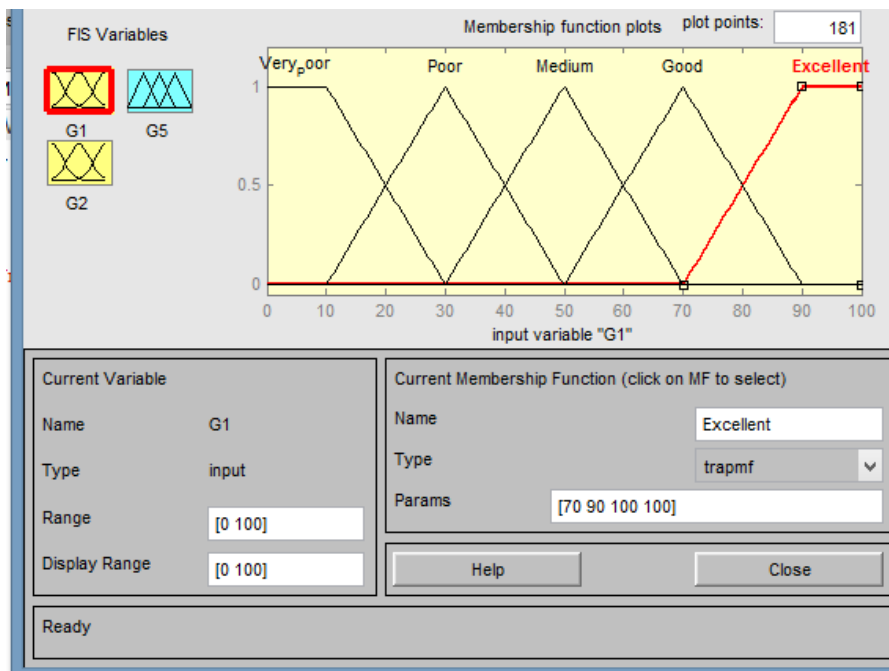 FIS Variables
Membership function plots
plot points:
181
G1
G5
G2
Very_poor
Poor
Medium
Good
Excellent
1
0.5
0
0 10 20 30 40 50 60 70 80 90 100
input variable "G1"
Current Variable
Name G1
Type input
Range [0 100]
Display Range [0 100]
Current Membership Function (click on MF to select)
Name Excellent
Type trapmf
Params [70 90 100 100]
Help
Close
Ready